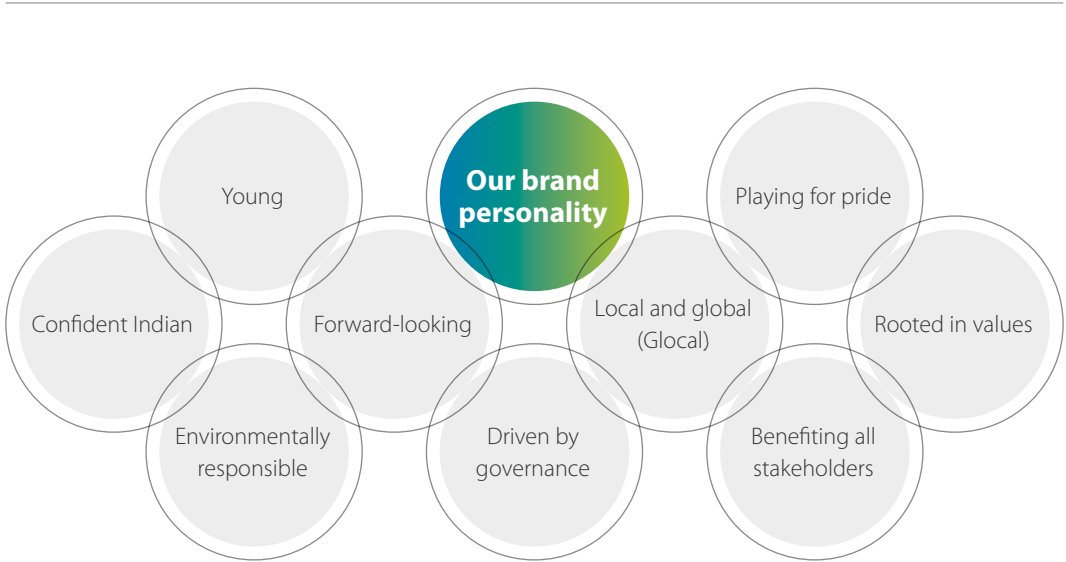 Young
Our brand
personality
Playing for pride
Confident Indian
Forward-looking
Local and global
(Glocal)
Rooted in values
Environmentally
responsible
Driven by
governance
Benefiting all
stakeholders